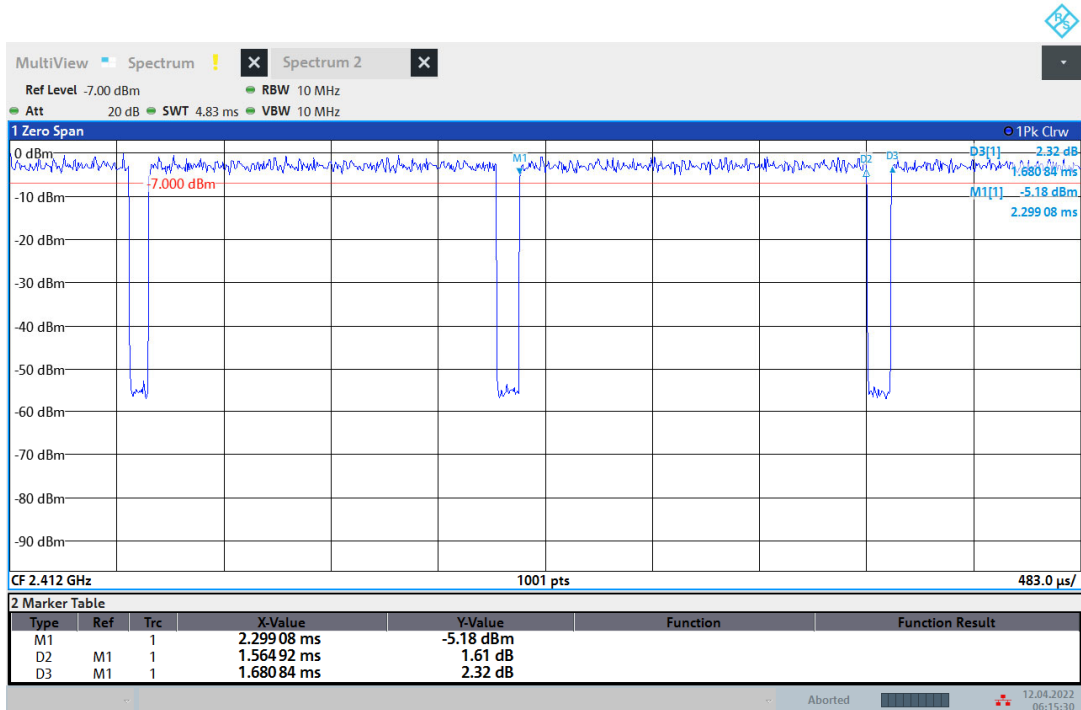 R&S
MultiView Spectrum ! X Spectrum 2 X
Ref Level -7.00 dBm RBW 10 MHz
Att 20 dB SWT 4.83 ms VBW 10 MHz
1 Zero Span 1Pk Clrw
0 dBm M1 D2 D3 D3[1] 2.32 dB
1.680 84 ms
-7.000 dBm
-10 dBm M1[1] -5.18 dBm
2.299 08 ms
-20 dBm
-30 dBm
-40 dBm
-50 dBm
-60 dBm
-70 dBm
-80 dBm
-90 dBm
CF 2.412 GHz 1001 pts 483.0 µs/
2 Marker Table
Type Ref Trc X-Value Y-Value Function Function Result
M1 1 2.299 08 ms -5.18 dBm
D2 M1 1 1.564 92 ms 1.61 dB
D3 M1 1 1.680 84 ms 2.32 dB
Aborted 12.04.2022
06:15:30